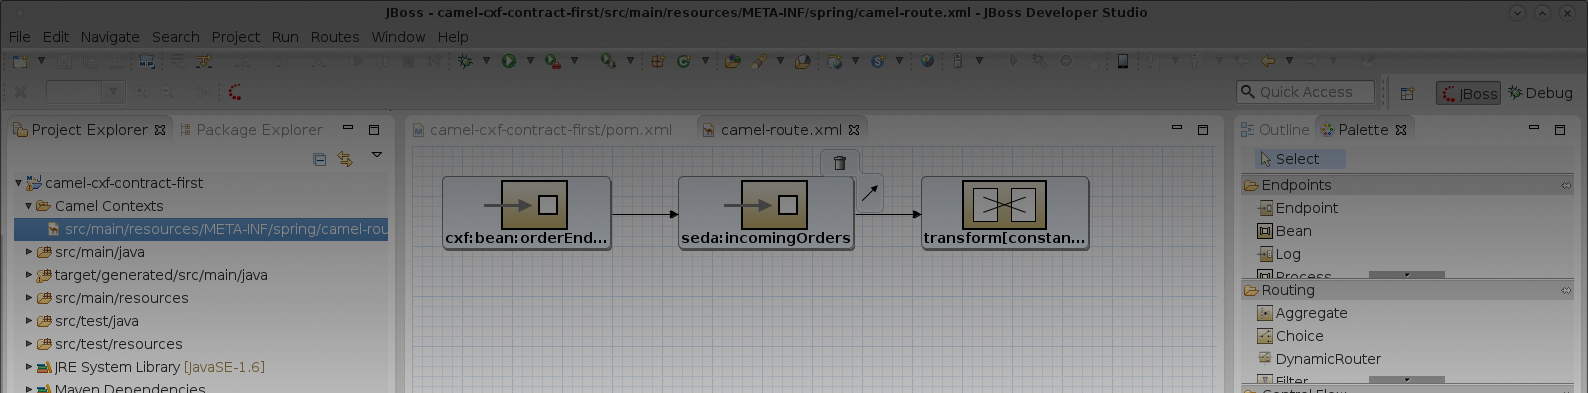 JBoss - camel-cxf-contract-first/src/main/resources/META-INF/spring/camel-route.xml - JBoss Developer Studio
File Edit Navigate Search Project Run Routes Window Help
Quick Access
JBoss
Debug
Project Explorer
Package Explorer
camel-cxf-contract-first
Camel Contexts
src/main/resources/META-INF/spring/camel-rou
src/main/java
target/generated/src/main/java
src/main/resources
src/test/java
src/test/resources
JRE System Library [JavaSE-1.6]
Maven Dependencies
camel-cxf-contract-first/pom.xml
camel-route.xml
cxf:bean:orderEnd...
seda:incomingOrders
transform[constan...
Outline
Palette
Select
Endpoints
Endpoint
Bean
Log
Process
Routing
Aggregate
Choice
DynamicRouter
Filter
Control Flow